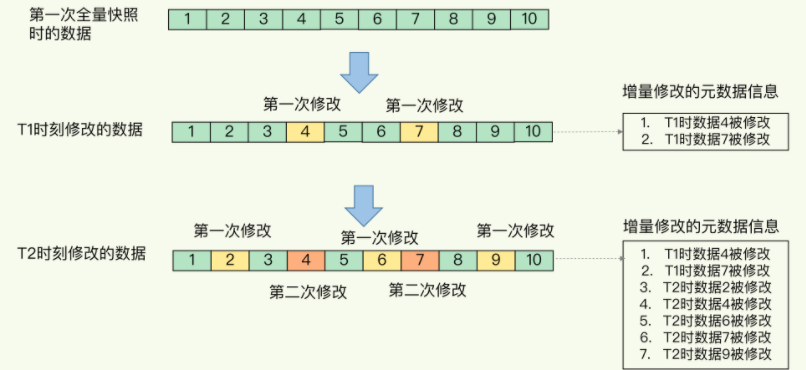 第一次全量快照
时的数据
1 2 3 4 5 6 7 8 9 10
第一次修改 第一次修改
增量修改的元数据信息
T1时刻修改的数据
1 2 3 4 5 6 7 8 9 10
1. T1时数据4被修改
2. T1时数据7被修改
第一次修改 第一次修改 第一次修改
增量修改的元数据信息
T2时刻修改的数据
1 2 3 4 5 6 7 8 9 10
第二次修改 第二次修改
1. T1时数据4被修改
2. T1时数据7被修改
3. T2时数据2被修改
4. T2时数据4被修改
5. T2时数据6被修改
6. T2时数据7被修改
7. T2时数据9被修改